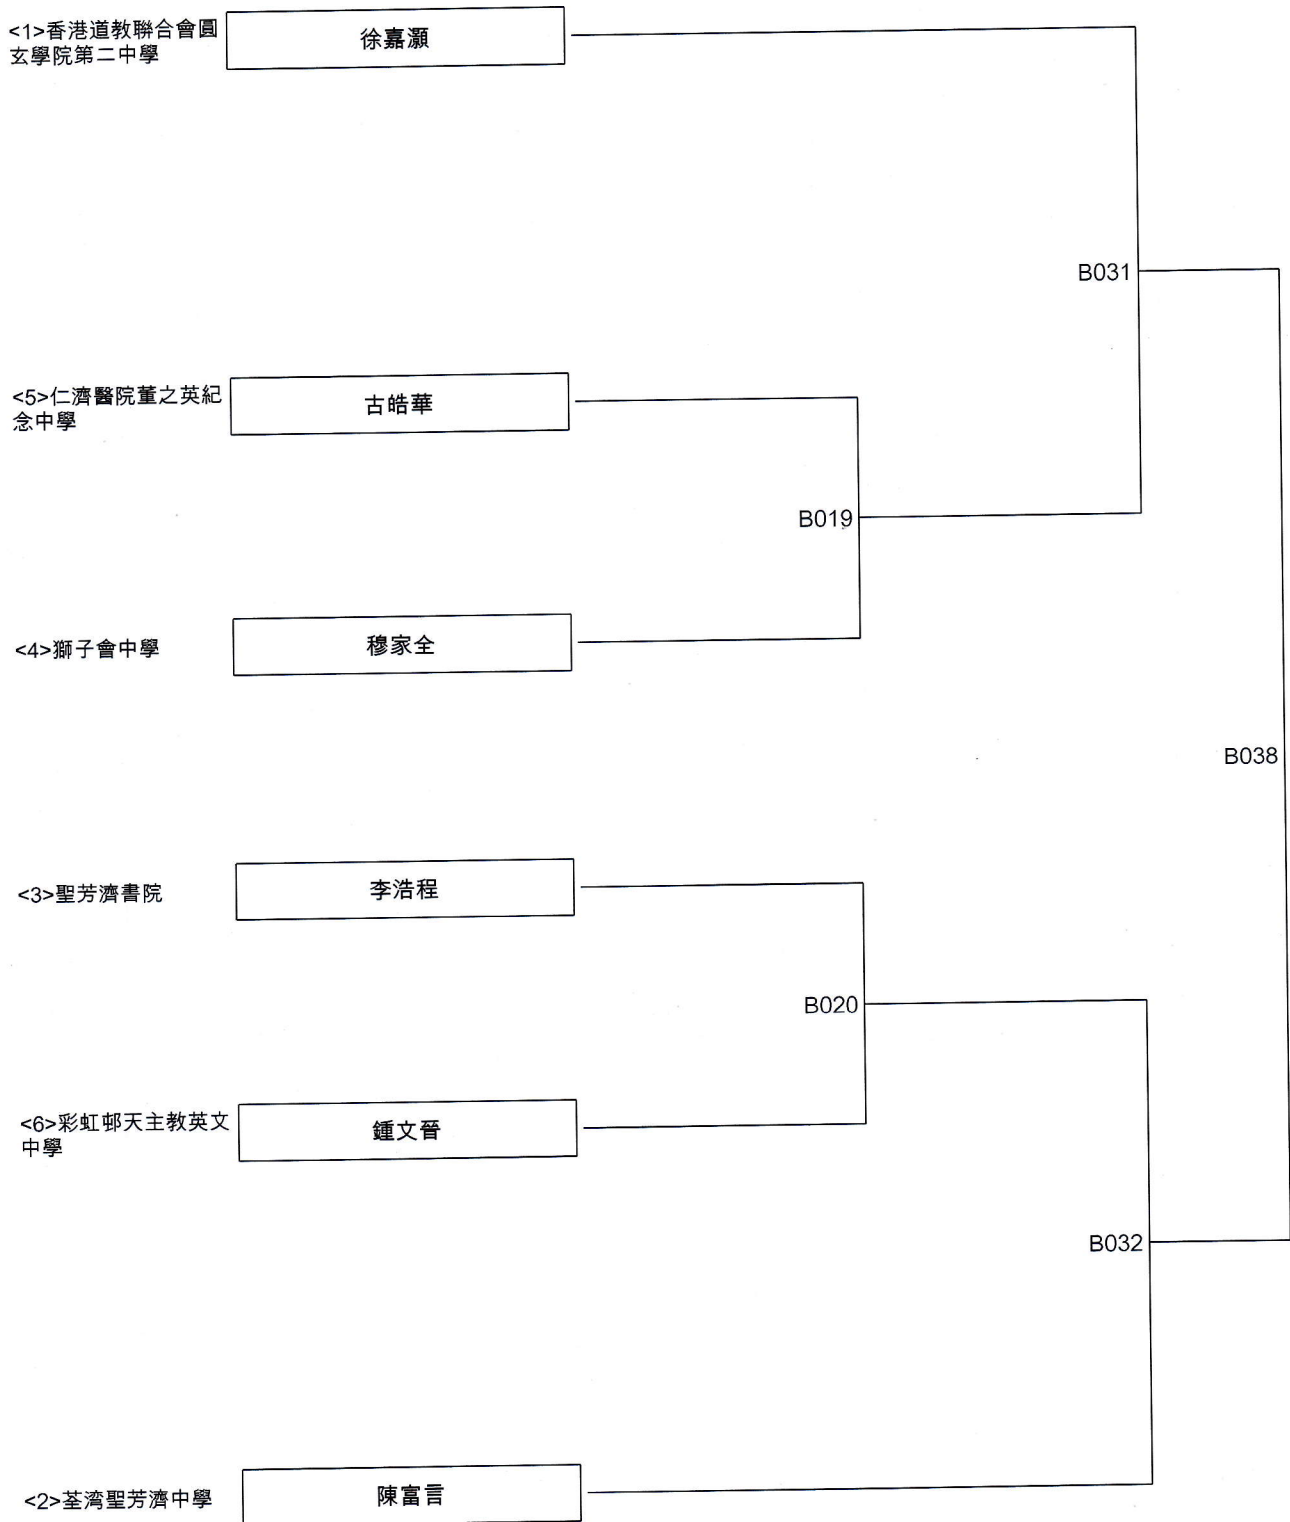 <1>香港道教聯合會圓
玄學院第二中學
徐嘉灝
B031
<5>仁濟醫院董之英紀
念中學
古皓華
B019
<4>獅子會中學
穆家全
B038
<3>聖芳濟書院
李浩程
B020
<6>彩虹邨天主教英文
中學
鍾文晉
B032
<2>荃湾聖芳濟中學
陳富言